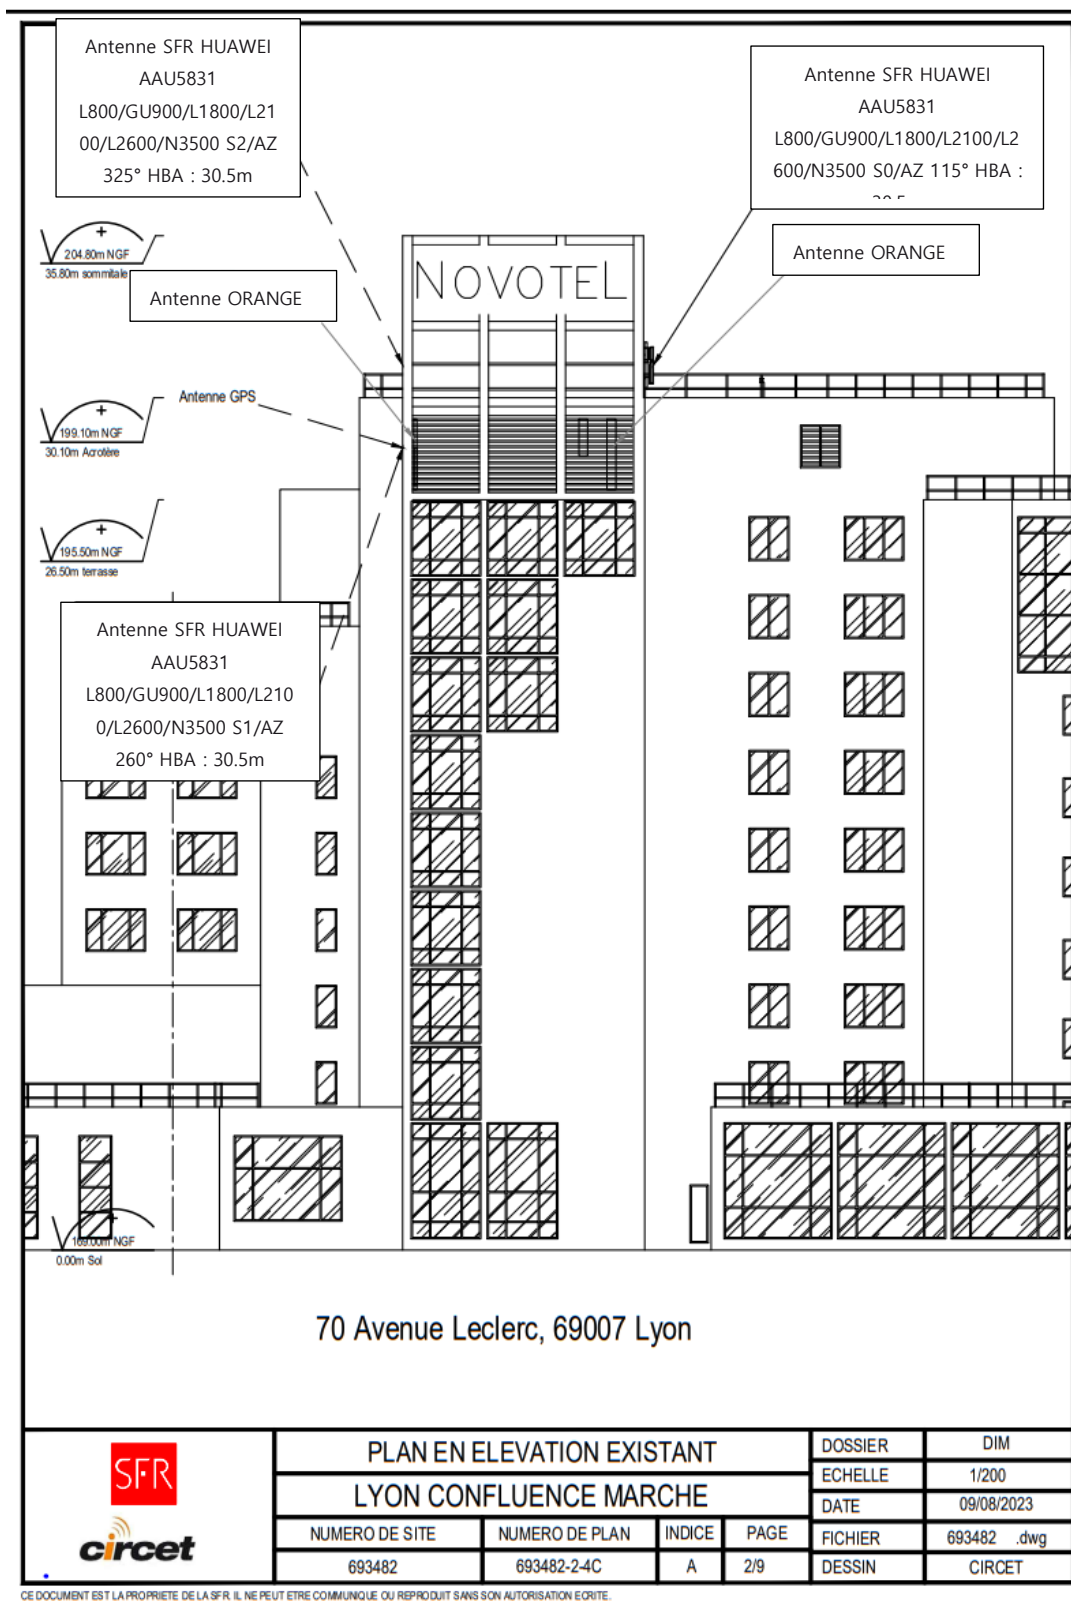 Antenne SFR HUAWEI
AAU5831
L800/GU900/L1800/L21
00/L2600/N3500 S2/AZ
325° HBA : 30.5m
Antenne SFR HUAWEI
AAU5831
L800/GU900/L1800/L2100/L2
600/N3500 S0/AZ 115° HBA :
204.80m NGF
35.80m sommitale
Antenne ORANGE
Antenne ORANGE
NOVOTEL
Antenne GPS
199.10m NGF
30.10m Acrotère
195.50m NGF
26.50m terrasse
Antenne SFR HUAWEI
AAU5831
L800/GU900/L1800/L210
0/L2600/N3500 S1/AZ
260° HBA : 30.5m
169.00m NGF
0.00m Sol
70 Avenue Leclerc, 69007 Lyon
SFR
circet
PLAN EN ELEVATION EXISTANT
LYON CONFLUENCE MARCHE
NUMERO DE SITE
NUMERO DE PLAN
INDICE
PAGE
693482
693482-2-4C
A
2/9
DOSSIER
DIM
ECHELLE
1/200
DATE
09/08/2023
FICHIER
693482 .dwg
DESSIN
CIRCET
CE DOCUMENT EST LA PROPRIETE DE LA SFR. IL NE PEUT ETRE COMMUNIQUE OU REPRODUIT SANS SON AUTORISATION ECRITE.